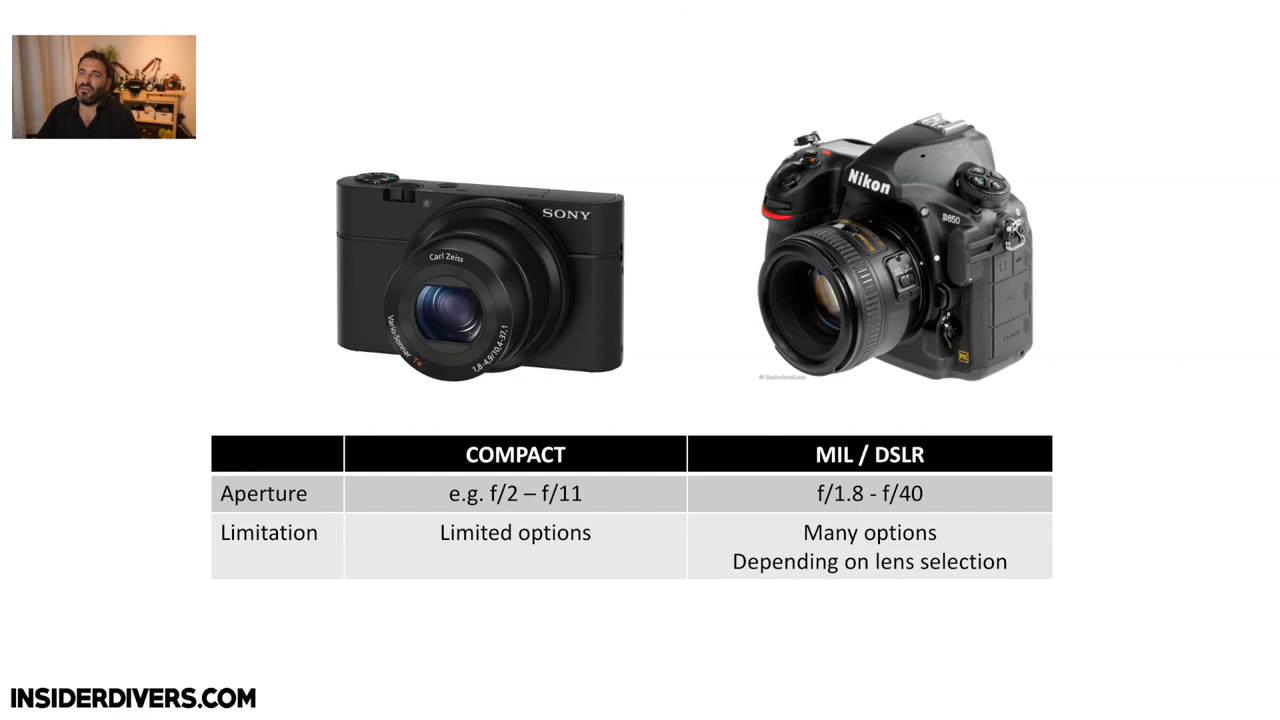 SONY
Carl Zeiss
Vario-Sonnar T*
1,8-4,9/10,4-37,1
Nikon
D850
FX
COMPACT
MIL / DSLR
Aperture
e.g. f/2 – f/11
f/1.8 - f/40
Limitation
Limited options
Many options
Depending on lens selection
INSIDERDIVERS.COM